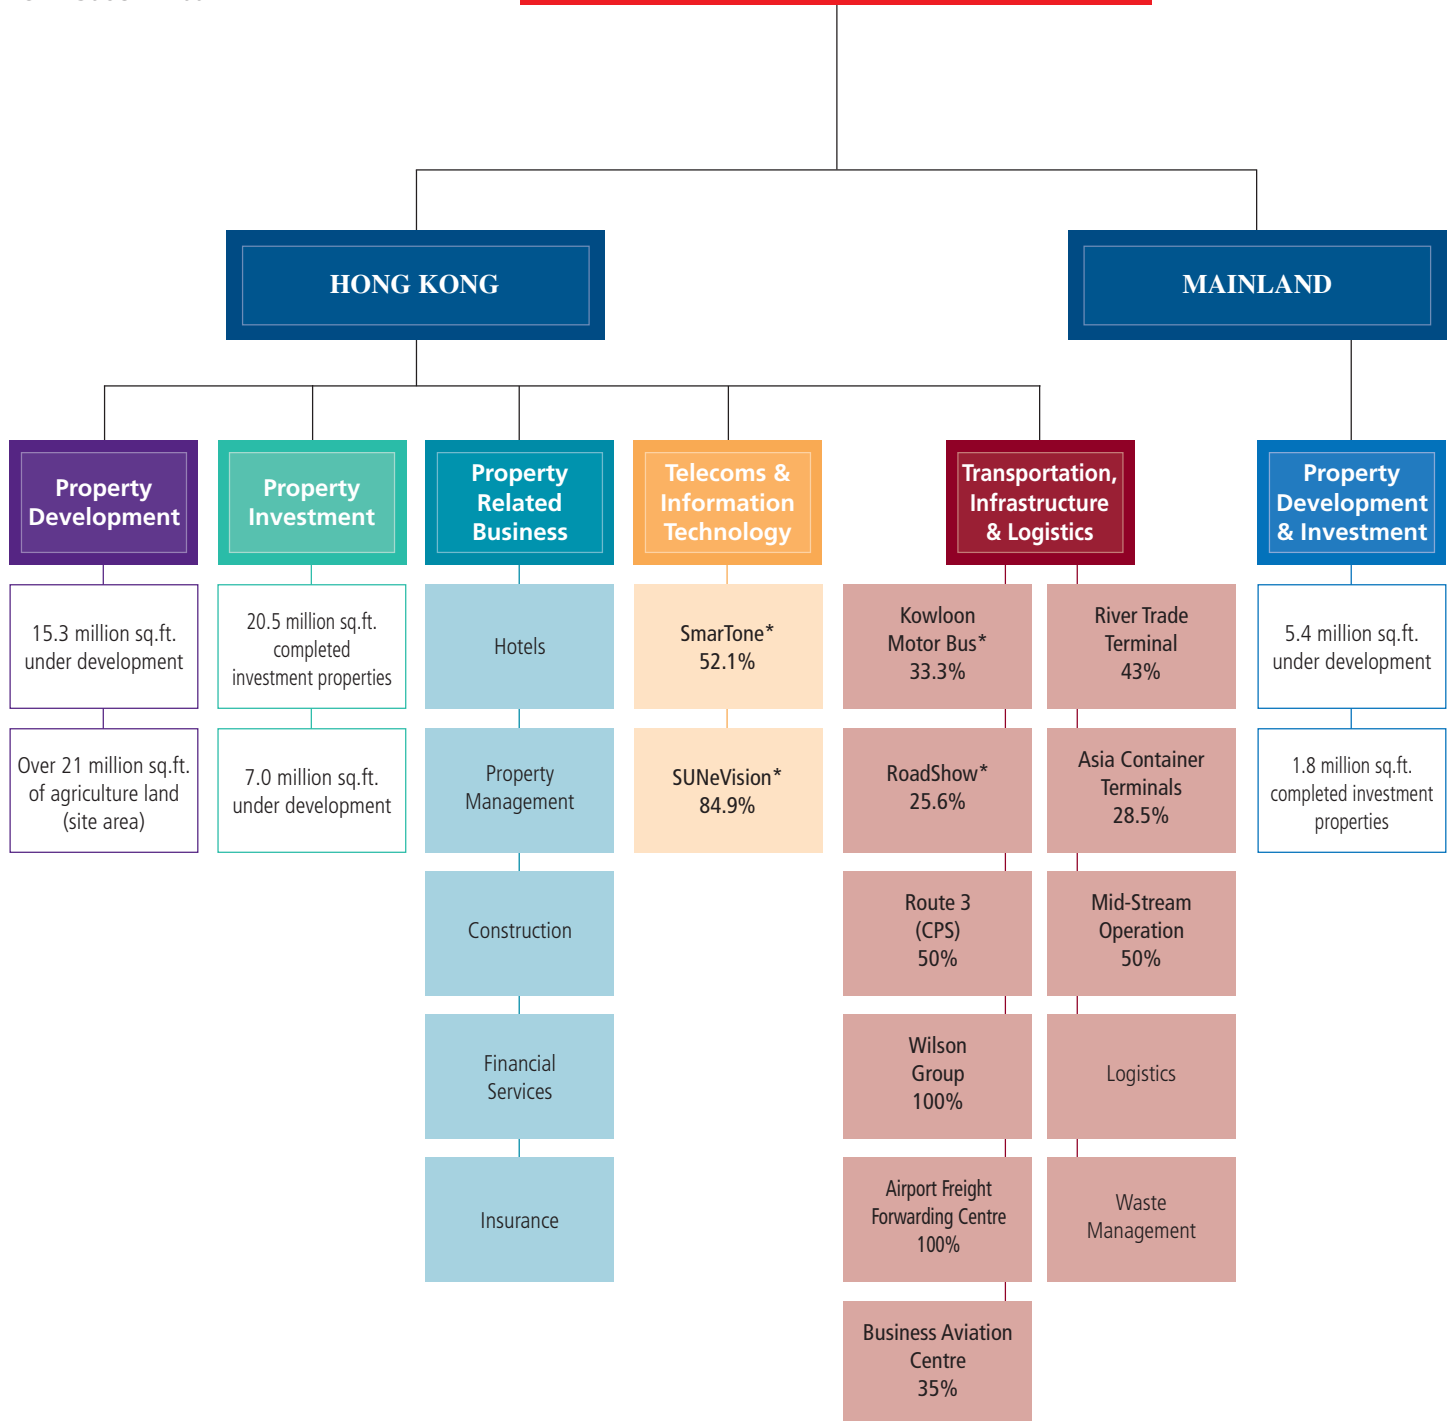 HONG KONG
MAINLAND
Property
Development
15.3 million sq.ft.
under development
Over 21 million sq.ft.
of agriculture land
(site area)
Property
Investment
20.5 million sq.ft.
completed
investment properties
7.0 million sq.ft.
under development
Property
Related
Business
Hotels
Property
Management
Construction
Financial
Services
Insurance
Telecoms &
Information
Technology
SmarTone*
52.1%
SUNeVision*
84.9%
Transportation,
Infrastructure
& Logistics
Kowloon
Motor Bus*
33.3%
RoadShow*
25.6%
Route 3
(CPS)
50%
Wilson
Group
100%
Airport Freight
Forwarding Centre
100%
Business Aviation
Centre
35%
River Trade
Terminal
43%
Asia Container
Terminals
28.5%
Mid-Stream
Operation
50%
Logistics
Waste
Management
Property
Development
& Investment
5.4 million sq.ft.
under development
1.8 million sq.ft.
completed investment
properties